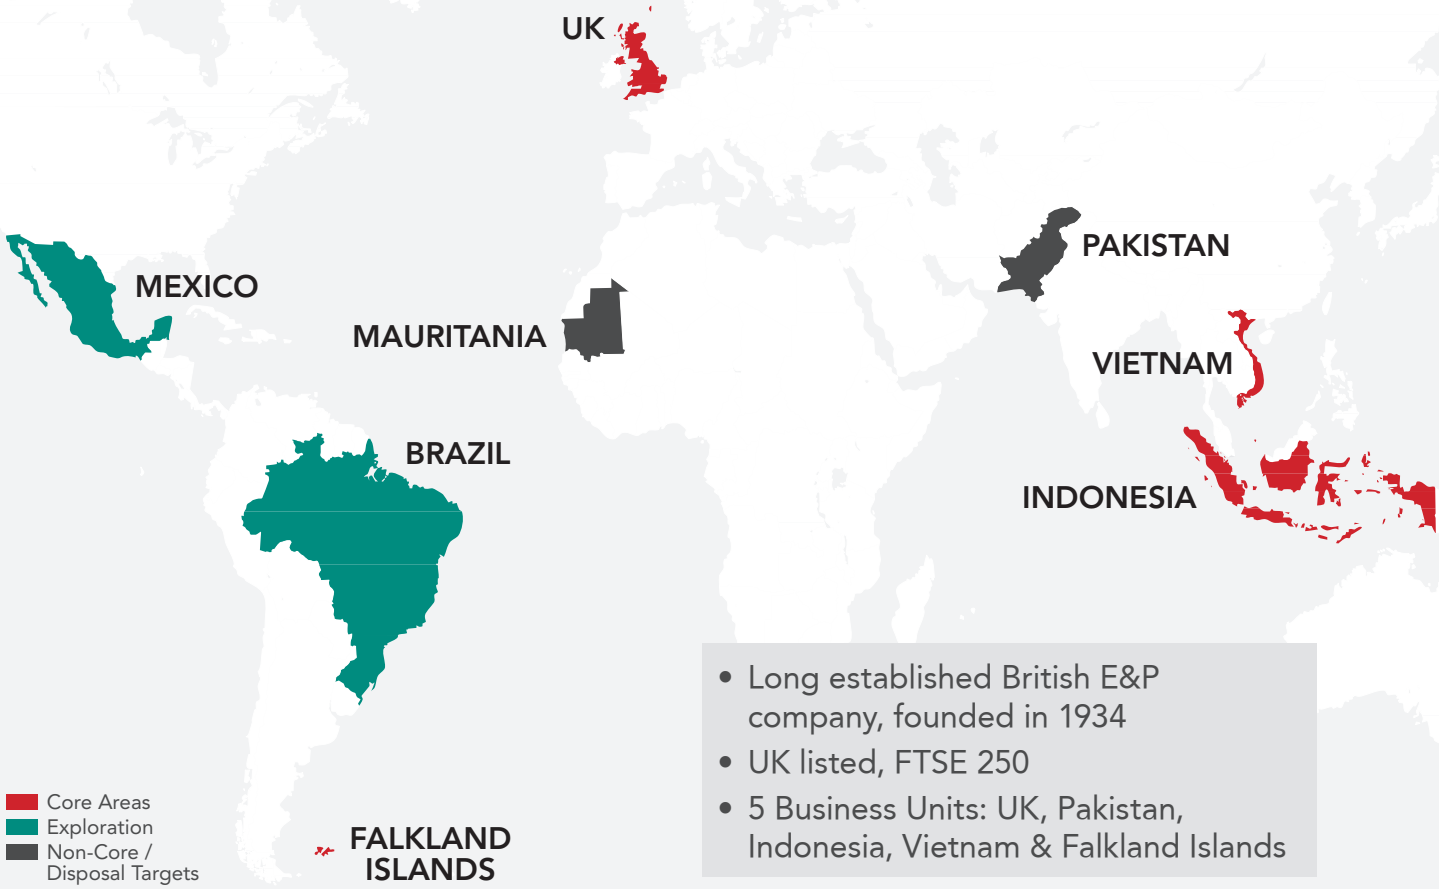 UK
PAKISTAN
MEXICO
MAURITANIA
VIETNAM
BRAZIL
INDONESIA
• Long established British E&P
company, founded in 1934
• UK listed, FTSE 250
• 5 Business Units: UK, Pakistan,
Indonesia, Vietnam & Falkland Islands
Core Areas
Exploration
Non-Core /
Disposal Targets
FALKLAND
ISLANDS